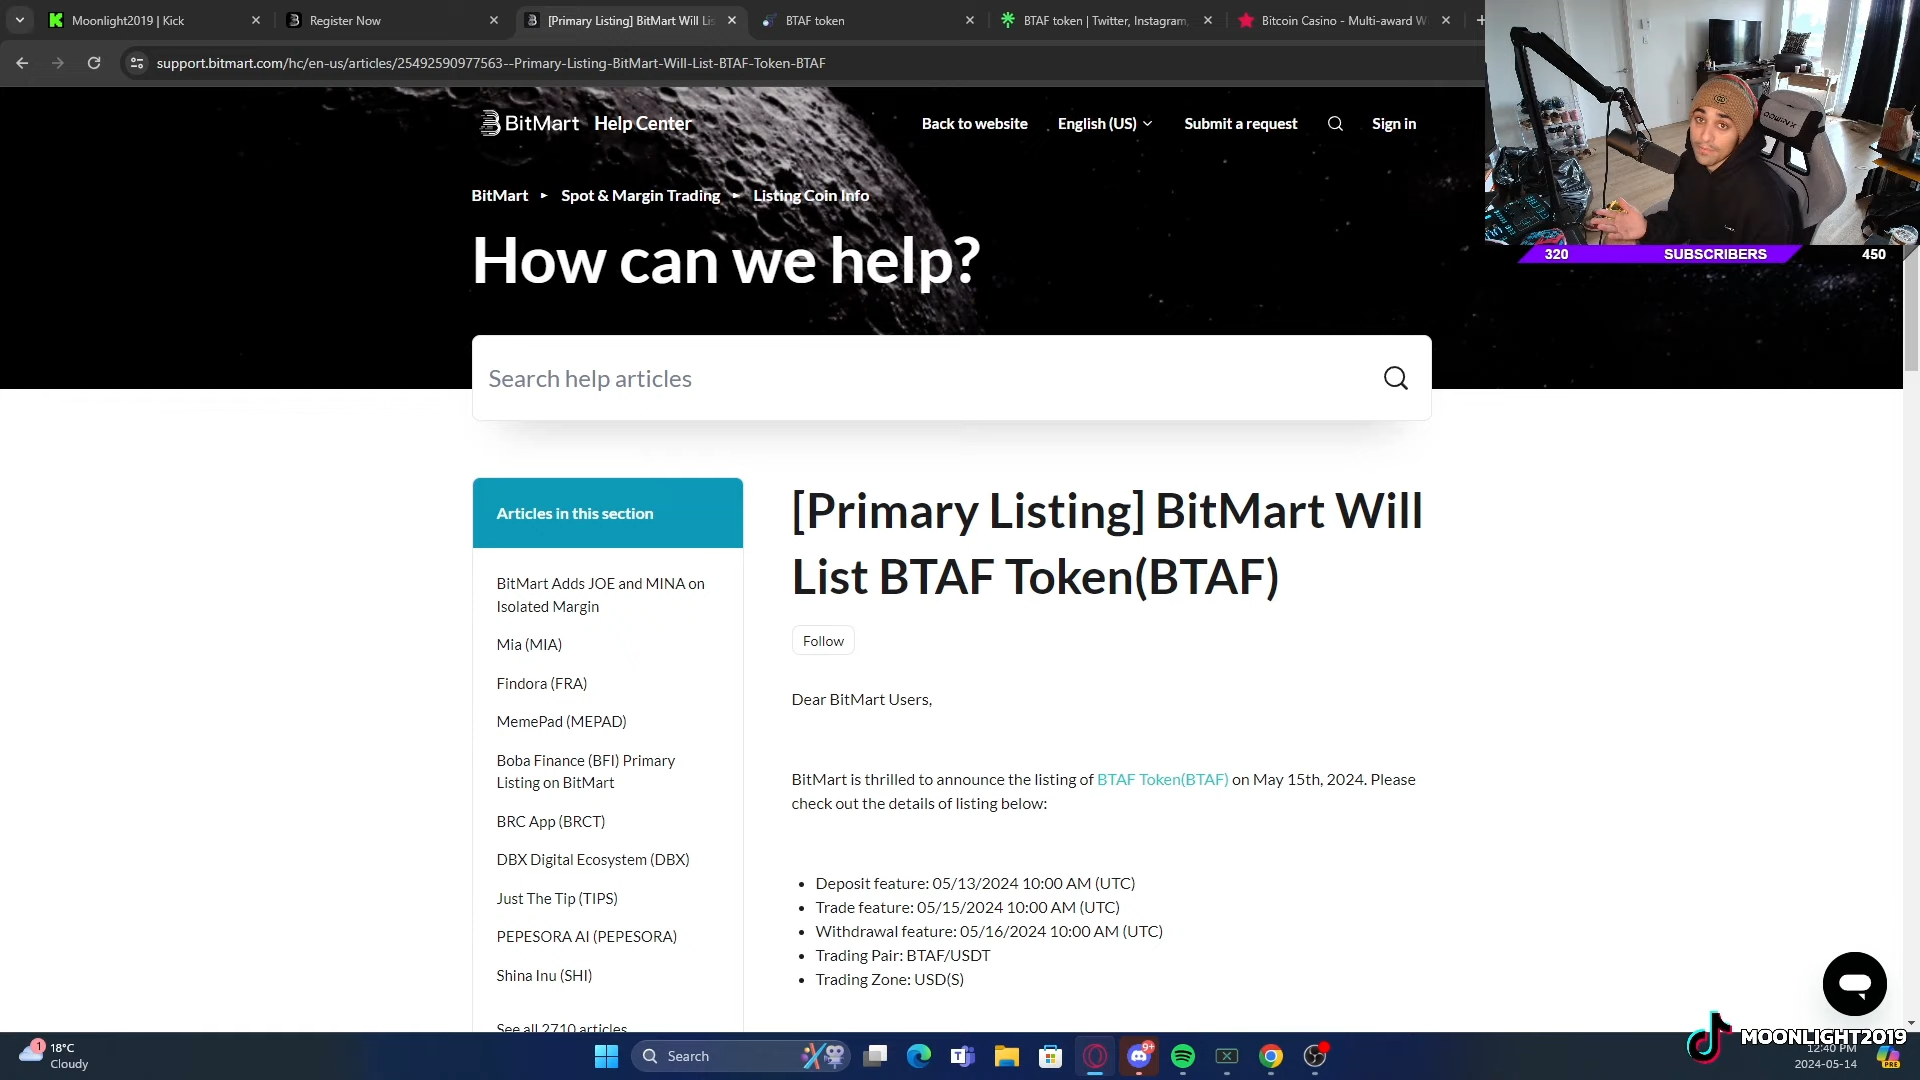 Moonlight2019 | Kick
Register Now
[Primary Listing] BitMart Will Lis
BTAF token
BTAF token | Twitter, Instagram,
Bitcoin Casino - Multi-award W
support.bitmart.com/hc/en-us/articles/25492590977563--Primary-Listing-BitMart-Will-List-BTAF-Token-BTAF
BitMart Help Center
Back to website
English (US)
Submit a request
Sign in
320 SUBSCRIBERS 450
BitMart ▸ Spot & Margin Trading ▸ Listing Coin Info
How can we help?
Search help articles
Articles in this section
BitMart Adds JOE and MINA on
Isolated Margin
Mia (MIA)
Findora (FRA)
MemePad (MEPAD)
Boba Finance (BFI) Primary
Listing on BitMart
BRC App (BRCT)
DBX Digital Ecosystem (DBX)
Just The Tip (TIPS)
PEPESORA AI (PEPESORA)
Shina Inu (SHI)
See all 2710 articles
[Primary Listing] BitMart Will
List BTAF Token(BTAF)
Follow
Dear BitMart Users,
BitMart is thrilled to announce the listing of BTAF Token(BTAF) on May 15th, 2024. Please
check out the details of listing below:
• Deposit feature: 05/13/2024 10:00 AM (UTC)
• Trade feature: 05/15/2024 10:00 AM (UTC)
• Withdrawal feature: 05/16/2024 10:00 AM (UTC)
• Trading Pair: BTAF/USDT
• Trading Zone: USD(S)
MOONLIGHT2019
1
18°C
Cloudy
Search
9+
12:40 PM
2024-05-14
PRE